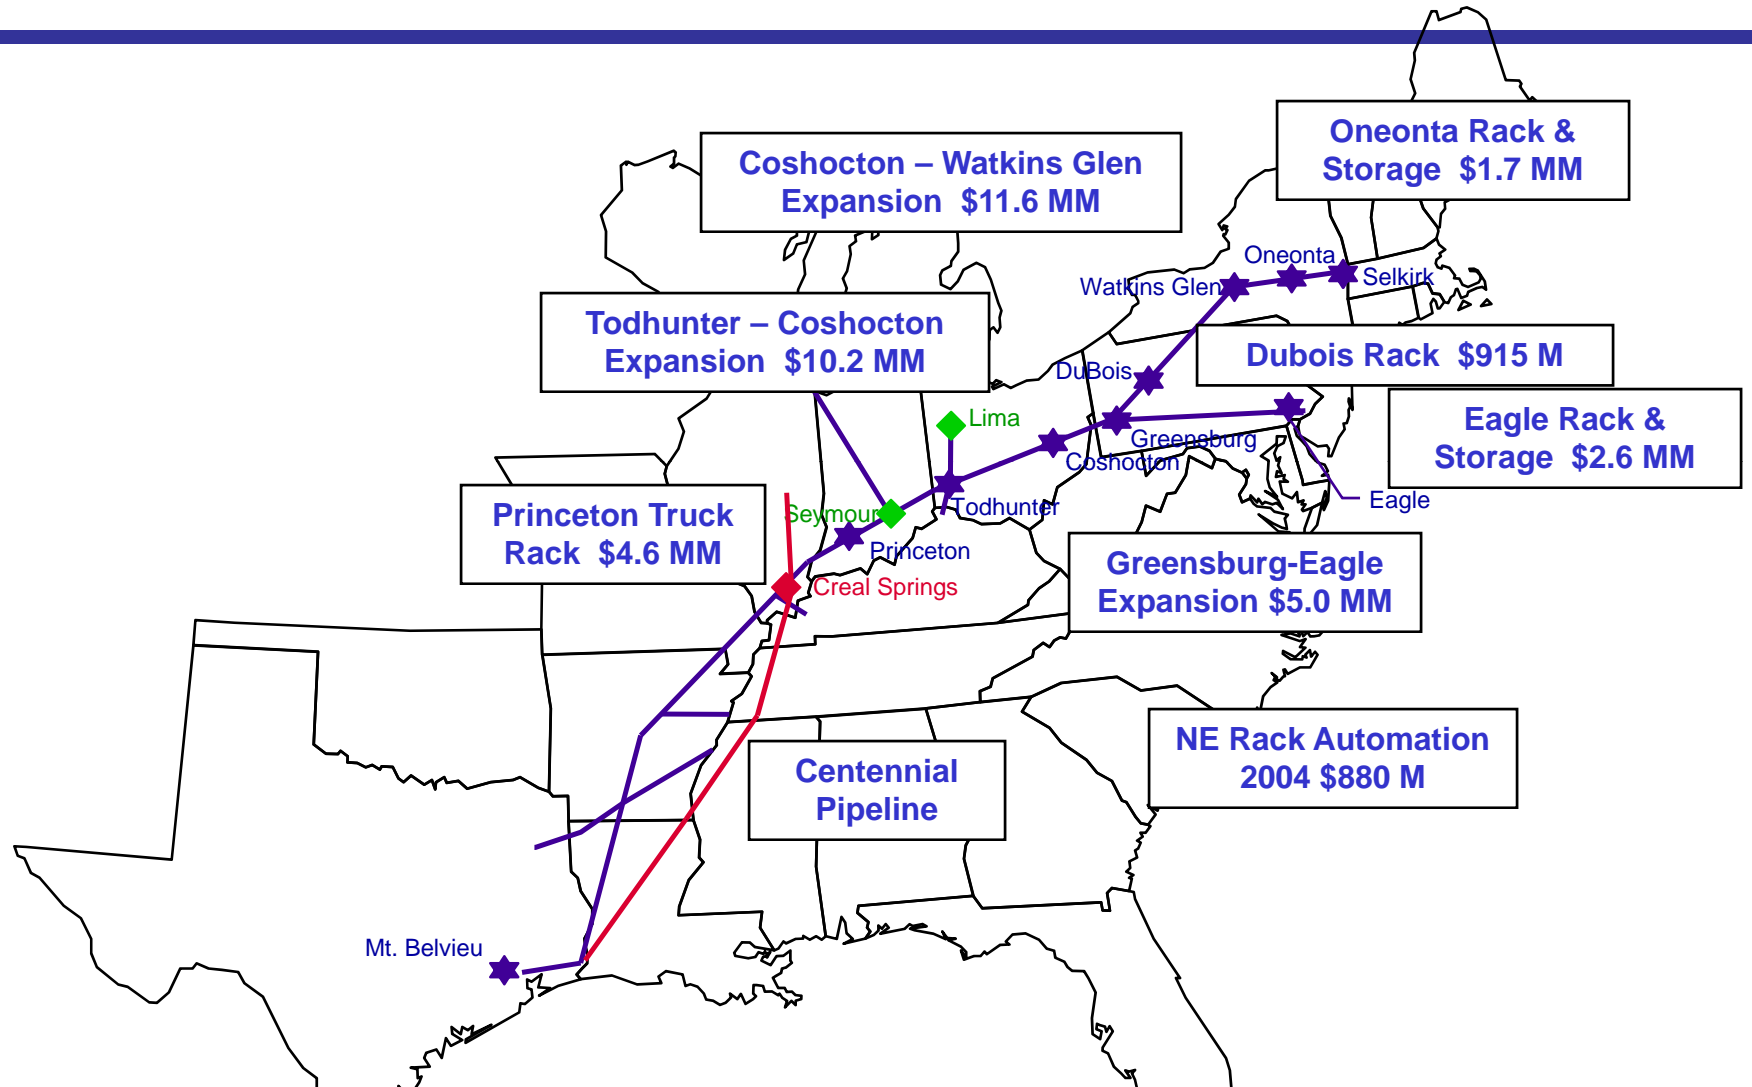 Oneonta Rack &
Storage $1.7 MM
Coshocton – Watkins Glen
Expansion $11.6 MM
Oneonta
Selkirk
Watkins Glen
Todhunter – Coshocton
Expansion $10.2 MM
Dubois Rack $915 M
DuBois
Eagle Rack &
Storage $2.6 MM
Lima
Greensburg
Coshocton
Eagle
Todhunter
Seymour
Princeton Truck
Rack $4.6 MM
Princeton
Creal Springs
Greensburg-Eagle
Expansion $5.0 MM
NE Rack Automation
2004 $880 M
Centennial
Pipeline
Mt. Belvieu